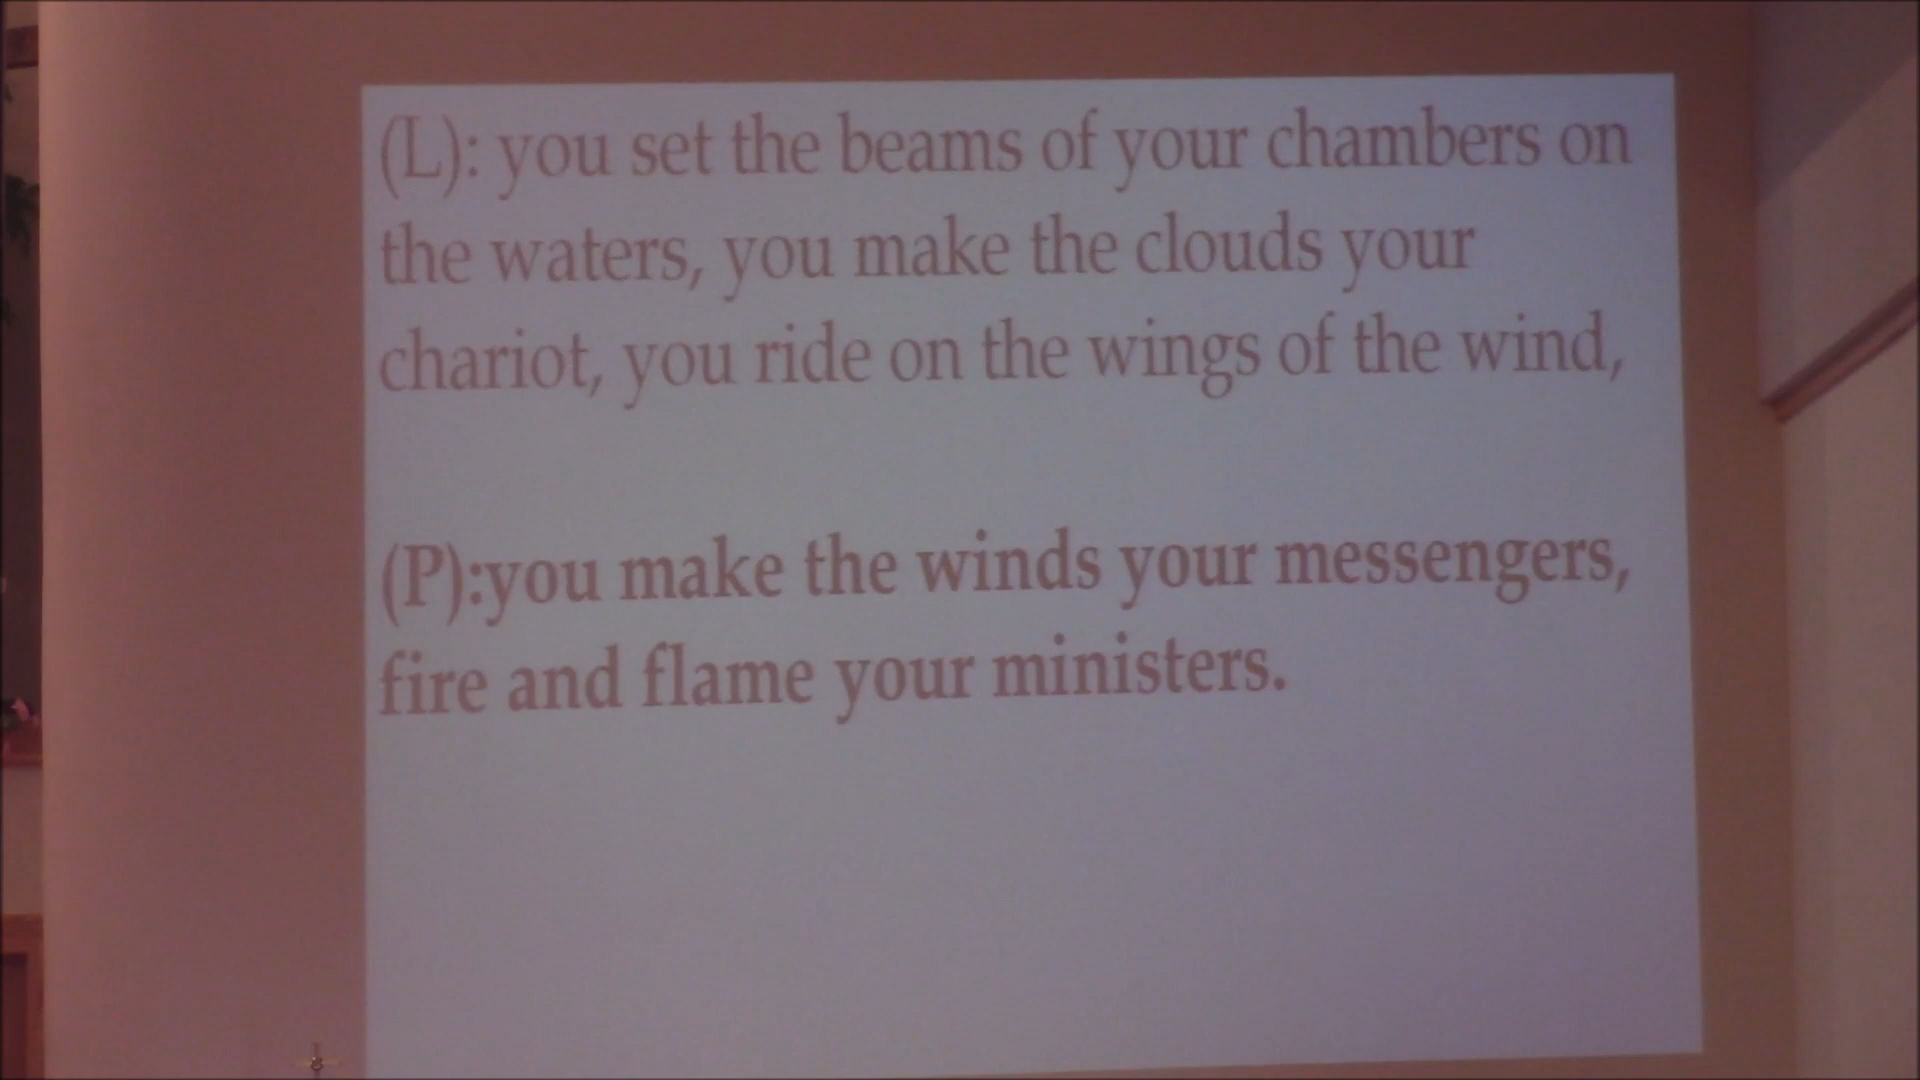 (L): you set the beams of your chambers on
the waters, you make the clouds your
chariot, you ride on the wings of the wind,
(P):you make the winds your messengers,
fire and flame your ministers.